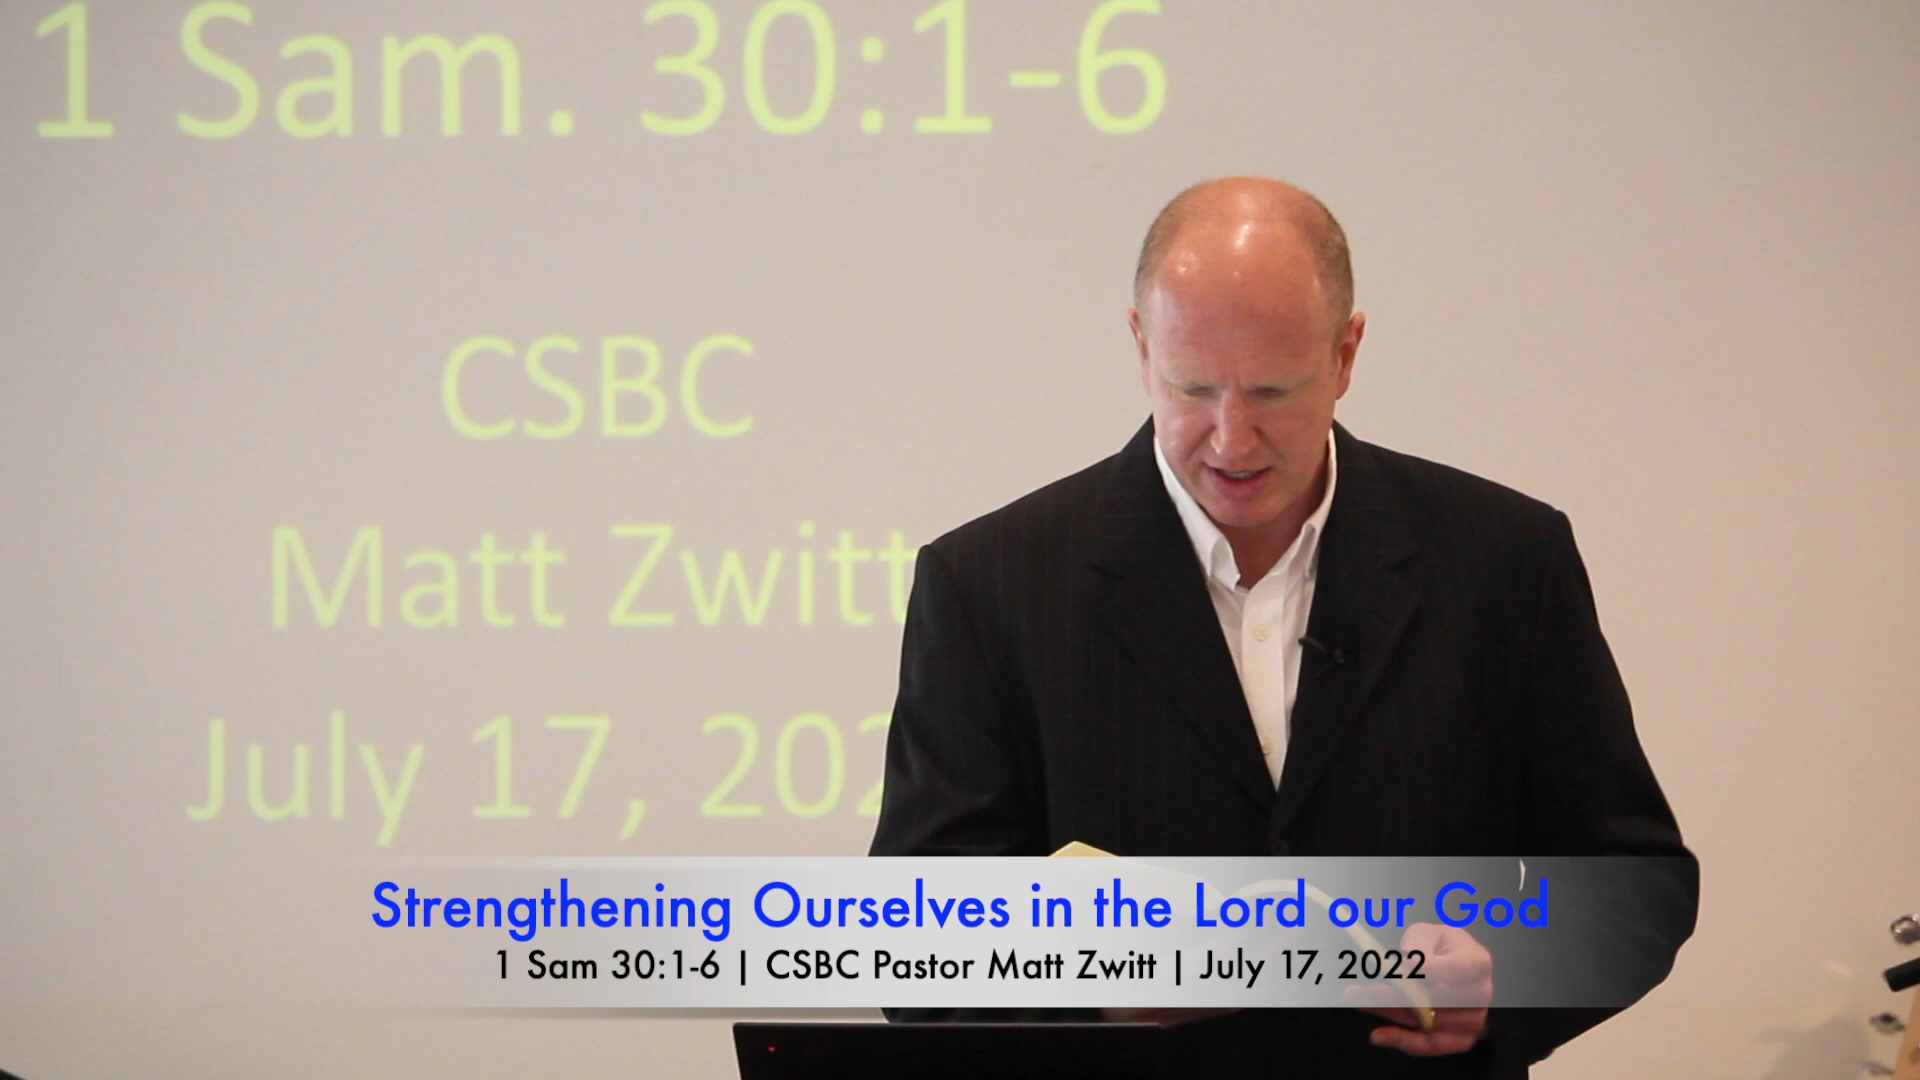 1 Sam. 30:1-6
CSBC
Matt Zwitt
July 17, 202
Strengthening Ourselves in the Lord our God
1 Sam 30:1-6 | CSBC Pastor Matt Zwitt | July 17, 2022